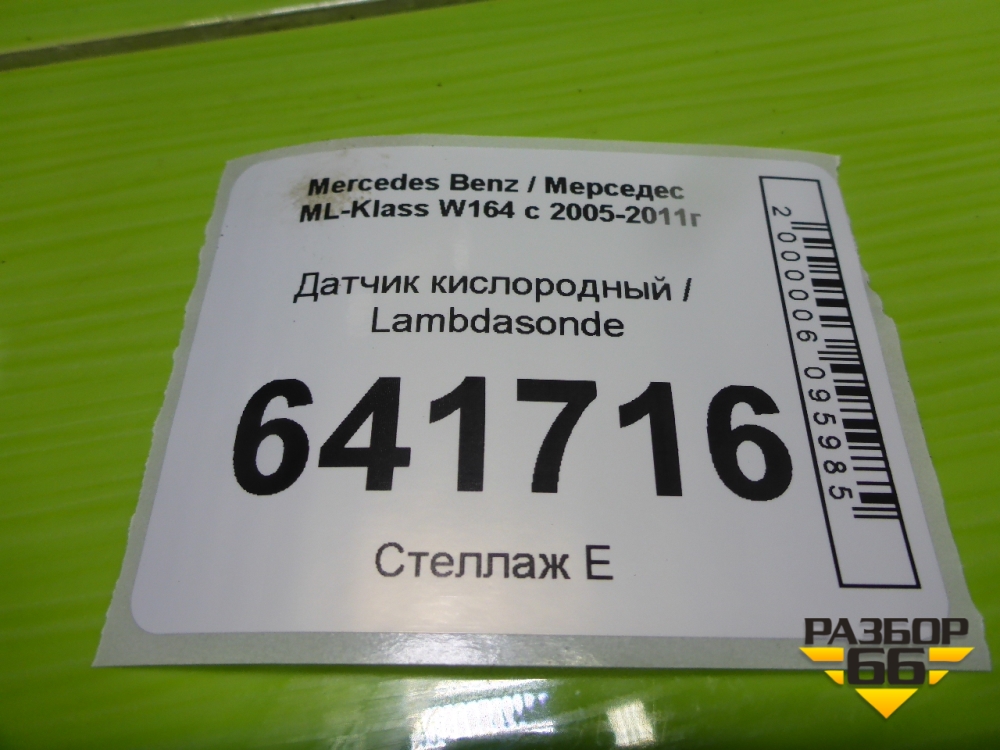 Mercedes Benz / Мерседес
ML-Klass W164 с 2005-2011г
Датчик кислородный /
Lambdasonde
641716
Стеллаж Е
2000006095985
РАЗБОР
66